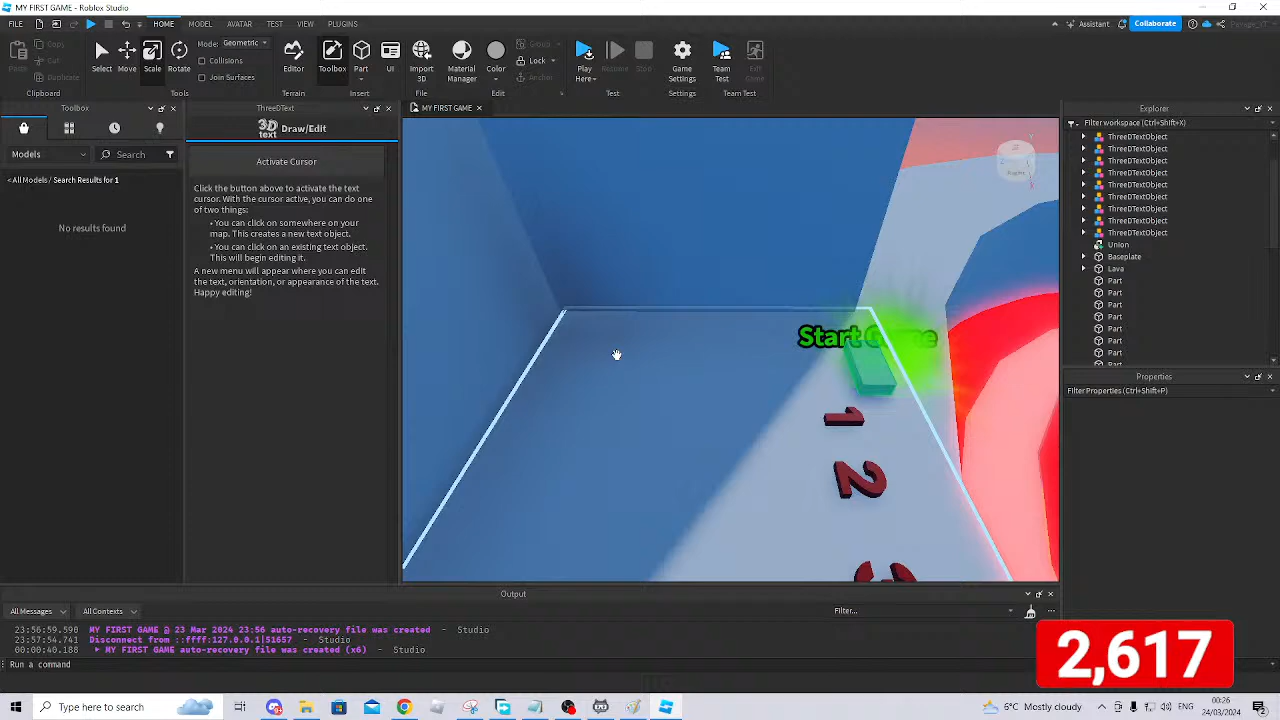 MY FIRST GAME - Roblox Studio
FILE HOME MODEL AVATAR TEST VIEW PLUGINS Assistant Collaborate
Paste Copy Cut Duplicate Select Move Scale Rotate Mode: Geometric Collisions Join Surfaces Editor Toolbox Part UI Import 3D Material Manager Color Group Lock Anchor Play Here Resume Stop Game Settings Team Test Exit Game
Clipboard Tools Terrain Insert File Edit Test Settings Team Test
Toolbox ThreeDText MY FIRST GAME Explorer
3D text Draw/Edit Filter workspace (Ctrl+Shift+X)
Models Search
Activate Cursor
<All Models / Search Results for 1
No results found
Click the button above to activate the text
cursor. With the cursor active, you can do one
of two things:
• You can click on somewhere on your
map. This creates a new text object.
• You can click on an existing text object.
This will begin editing it.
A new menu will appear where you can edit
the text, orientation, or appearance of the text.
Happy editing!
Start Game
1
2
3
ThreeDTextObject
ThreeDTextObject
ThreeDTextObject
ThreeDTextObject
ThreeDTextObject
ThreeDTextObject
ThreeDTextObject
ThreeDTextObject
ThreeDTextObject
Union
Baseplate
Lava
Part
Part
Part
Part
Part
Part
Part
Part
Properties
Filter Properties (Ctrl+Shift+P)
Output
All Messages All Contexts Filter...
23:56:59.590 MY FIRST GAME @ 23 Mar 2024 23:56 auto-recovery file was created - Studio
23:57:54.741 Disconnect from ::ffff:127.0.0.1|51657 - Studio
00:00:40.188 MY FIRST GAME auto-recovery file was created (x6) - Studio
Run a command
2,617
Type here to search 5°C Mostly cloudy ENG 00:26
24/03/2024